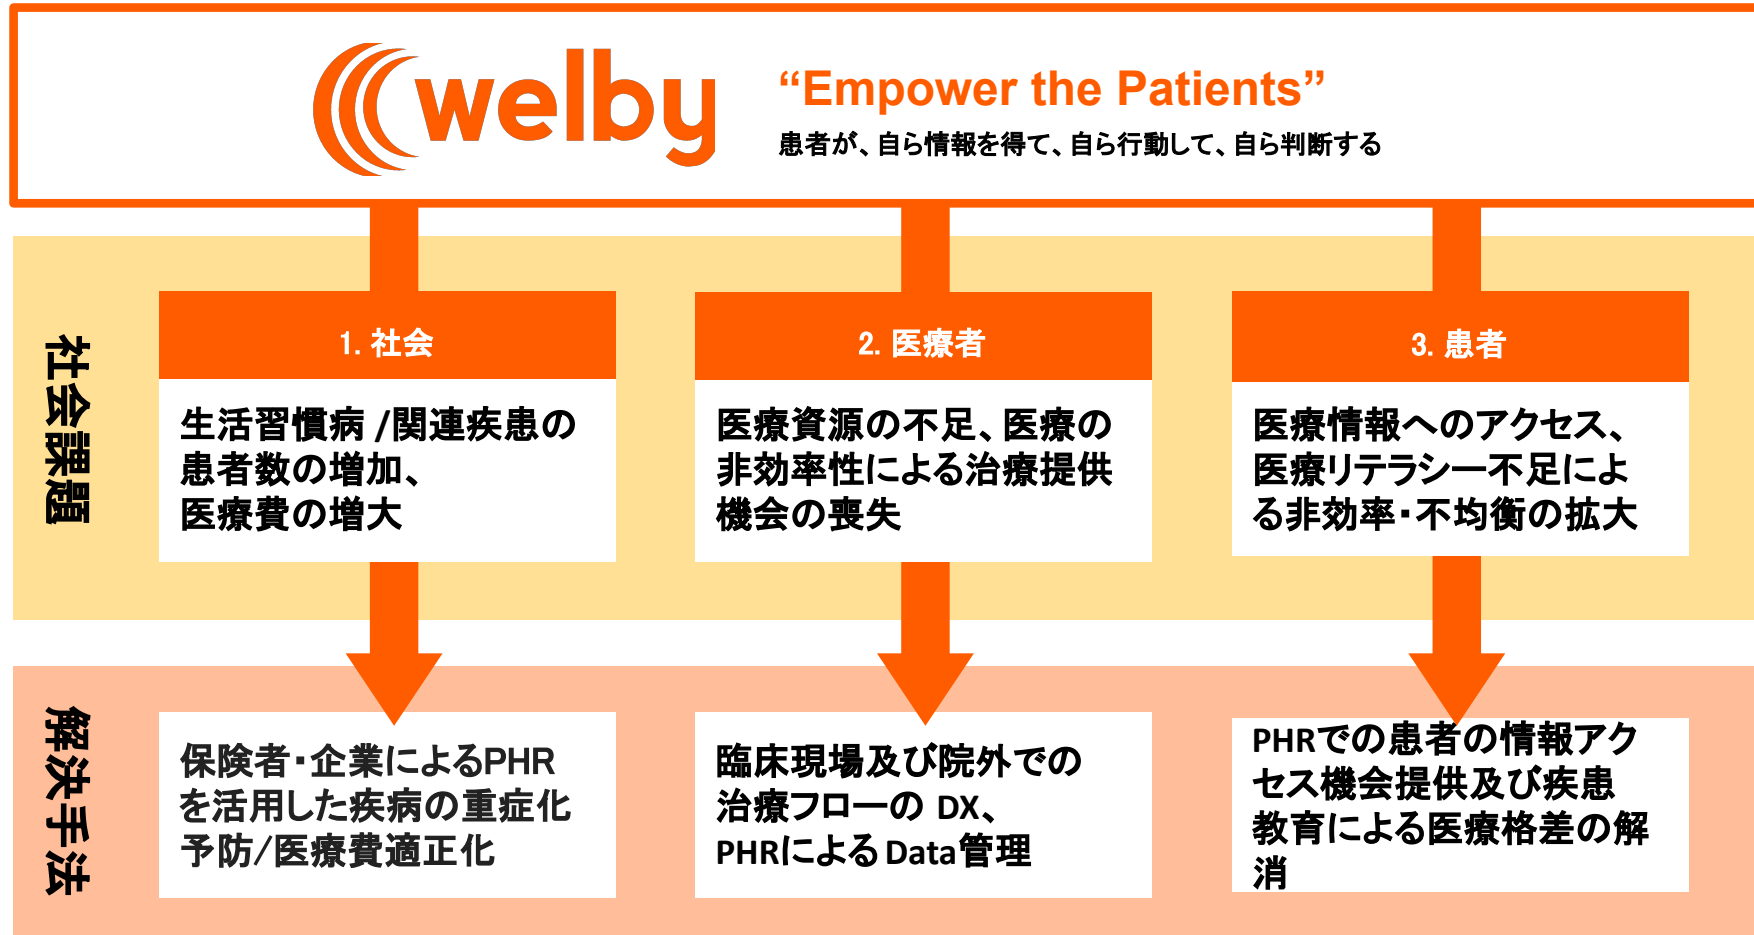 welby
“Empower the Patients”
患者が、自ら情報を得て、自ら行動して、自ら判断する
社会課題
1. 社会
生活習慣病 /関連疾患の
患者数の増加、
医療費の増大
2. 医療者
医療資源の不足、医療の
非効率性による治療提供
機会の喪失
3. 患者
医療情報へのアクセス、
医療リテラシー不足によ
る非効率・不均衡の拡大
解決手法
保険者・企業によるPHR
を活用した疾病の重症化
予防/医療費適正化
臨床現場及び院外での
治療フローの DX、
PHRによる Data管理
PHRでの患者の情報アク
セス機会提供及び疾患
教育による医療格差の解
消